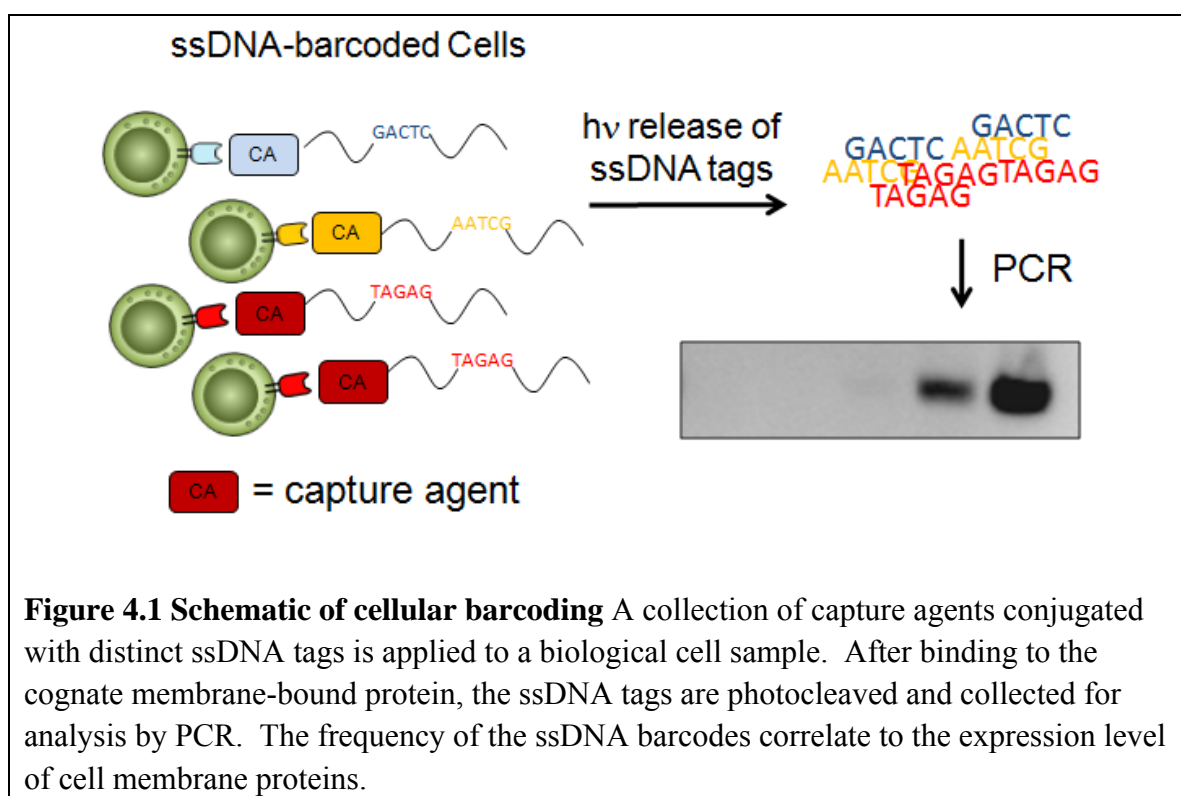 ssDNA-barcoded Cells
CA GACTC
CA AATCG
CA TAGAG
CA TAGAG
CA = capture agent
hν release of
ssDNA tags
GACTC
GACTC AATCG
AATCG TAGAG TAGAG
TAGAG
PCR
Figure 4.1 Schematic of cellular barcoding A collection of capture agents conjugated
with distinct ssDNA tags is applied to a biological cell sample. After binding to the
cognate membrane-bound protein, the ssDNA tags are photocleaved and collected for
analysis by PCR. The frequency of the ssDNA barcodes correlate to the expression level
of cell membrane proteins.